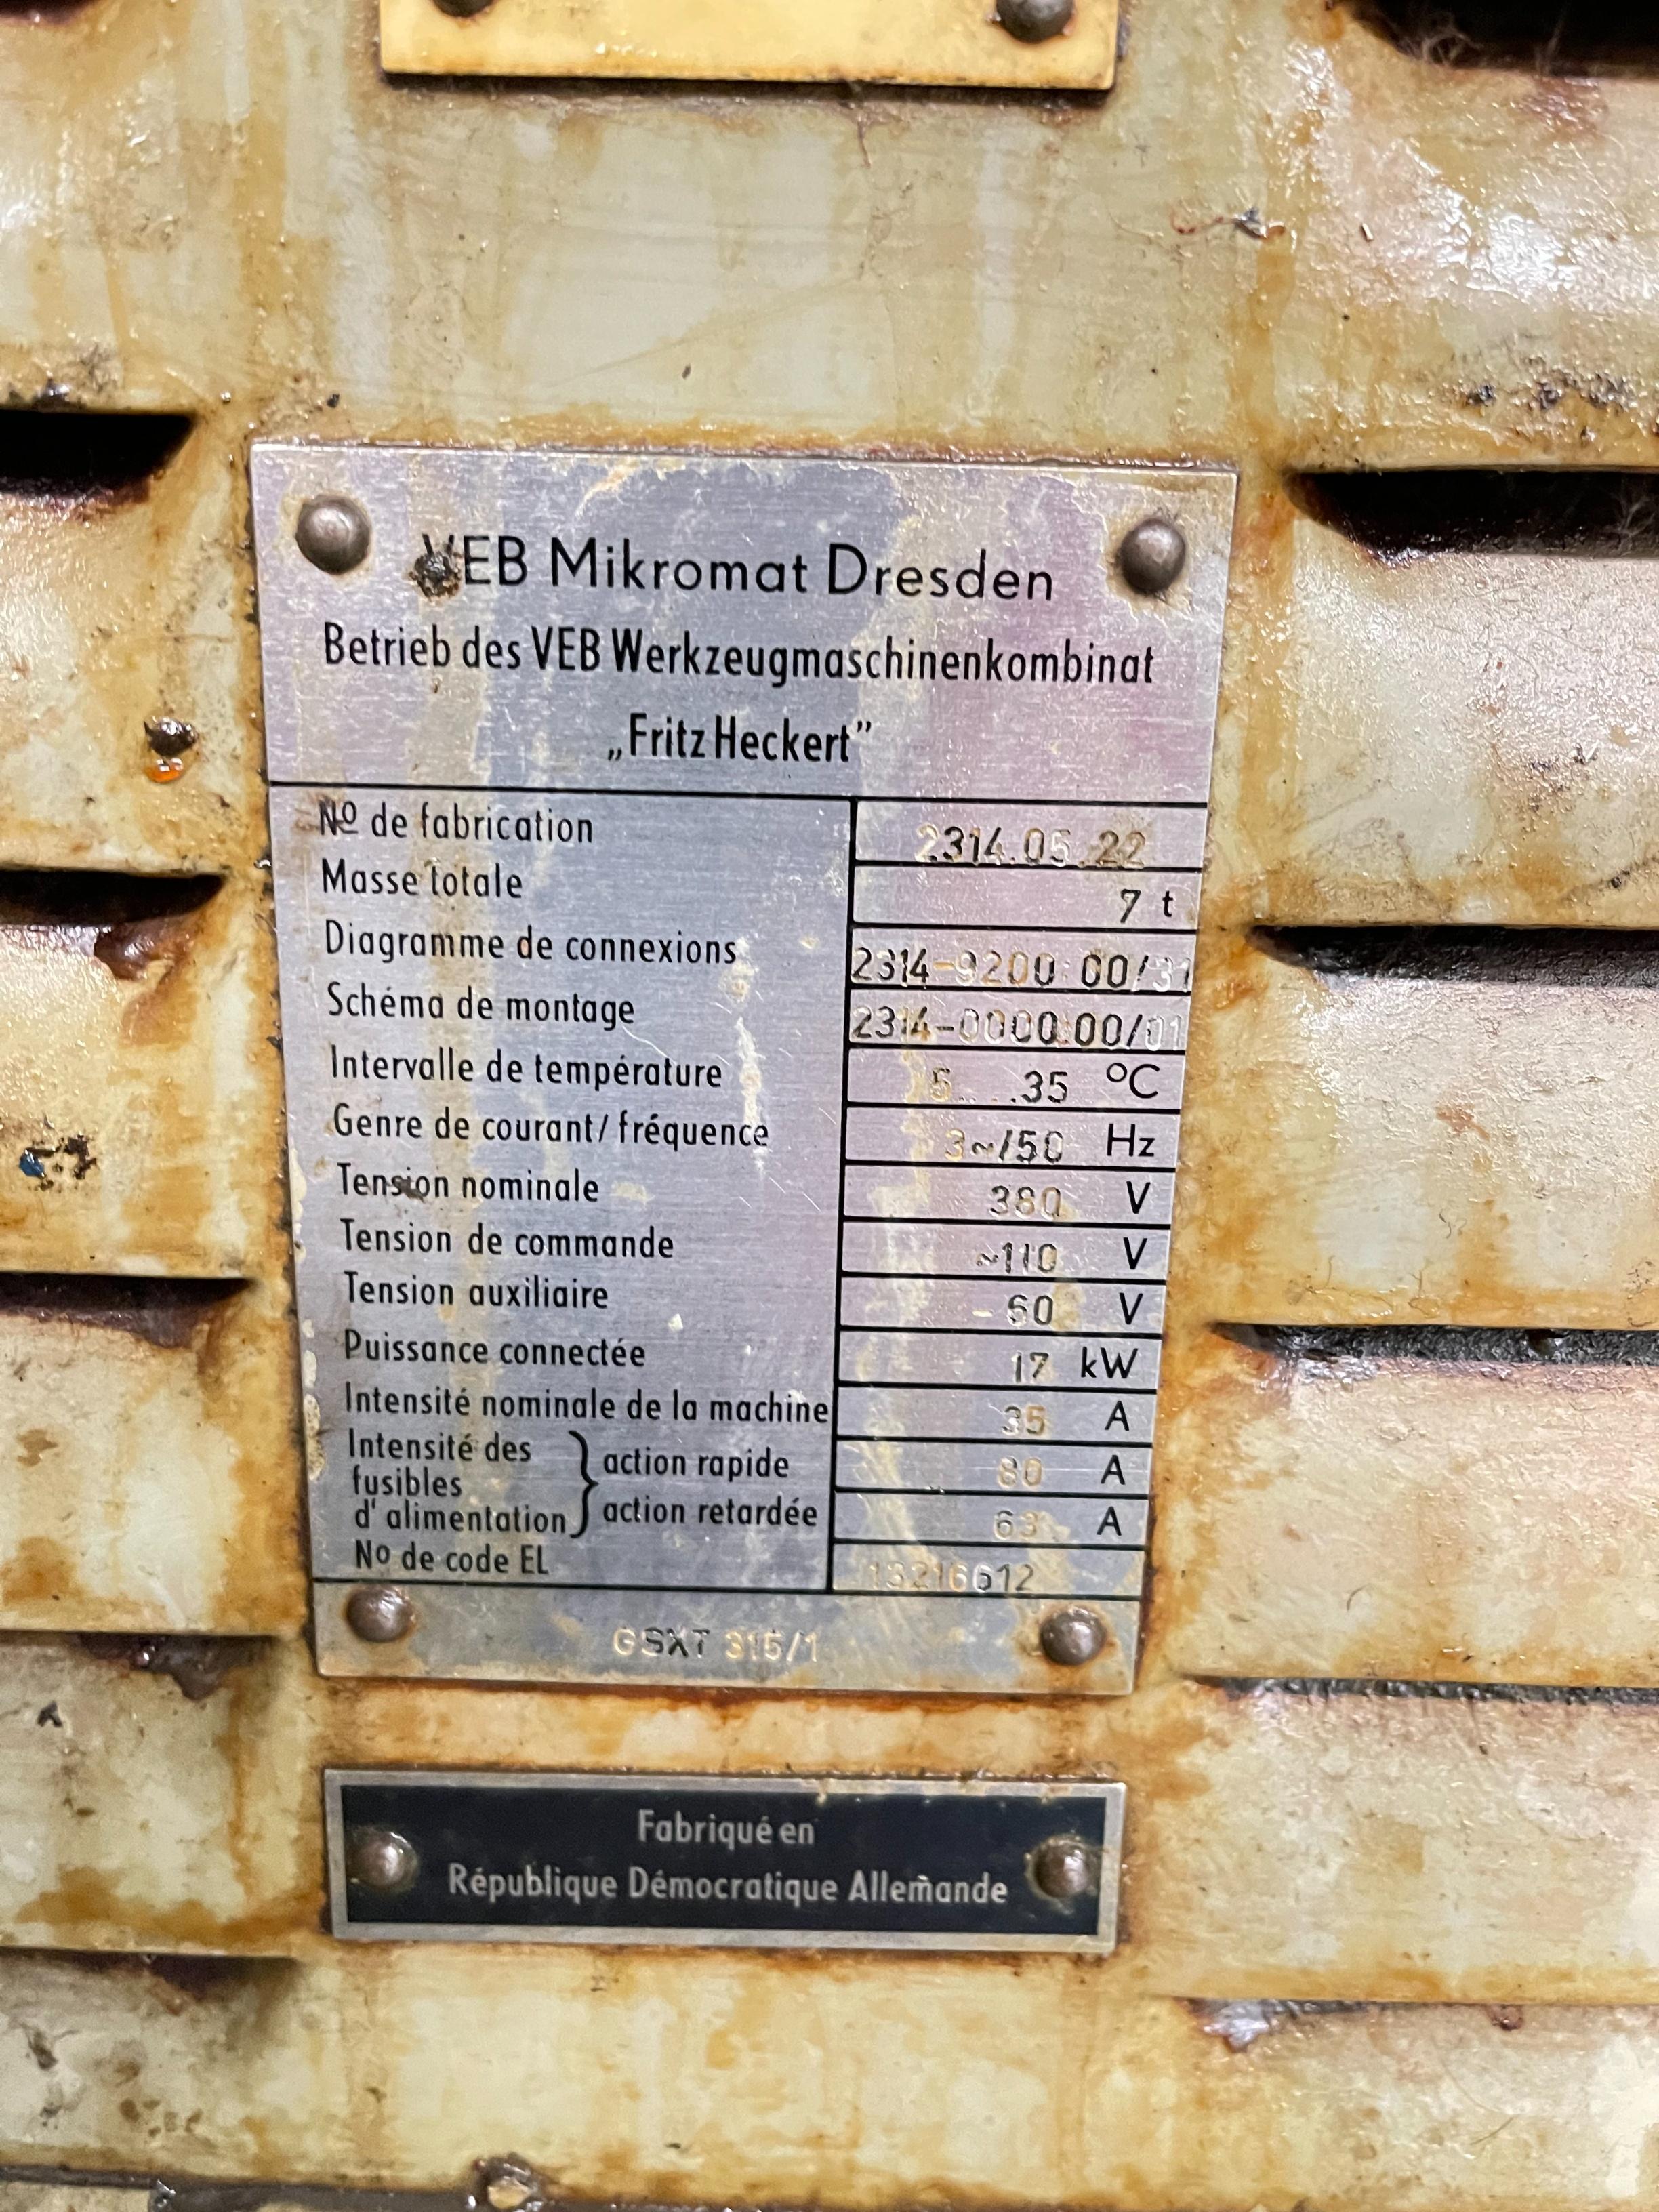 VEB Mikromat Dresden
Betrieb des VEB Werkzeugmaschinenkombinat
„Fritz Heckert”
Nº de fabrication 2314.05.22
Masse totale 7 t
Diagramme de connexions 2314-9200:00/31
Schéma de montage 2314-0000:00/01
Intervalle de température 5...35 °C
Genre de courant/fréquence 3~/50 Hz
Tension nominale 380 V
Tension de commande ~110 V
Tension auxiliaire - 60 V
Puissance connectée 17 kW
Intensité nominale de la machine 35 A
Intensité des fusibles d'alimentation } action rapide 80 A
action retardée 63 A
Nº de code EL 13216612
GSXT 315/1
Fabriqué en
République Démocratique Allemande